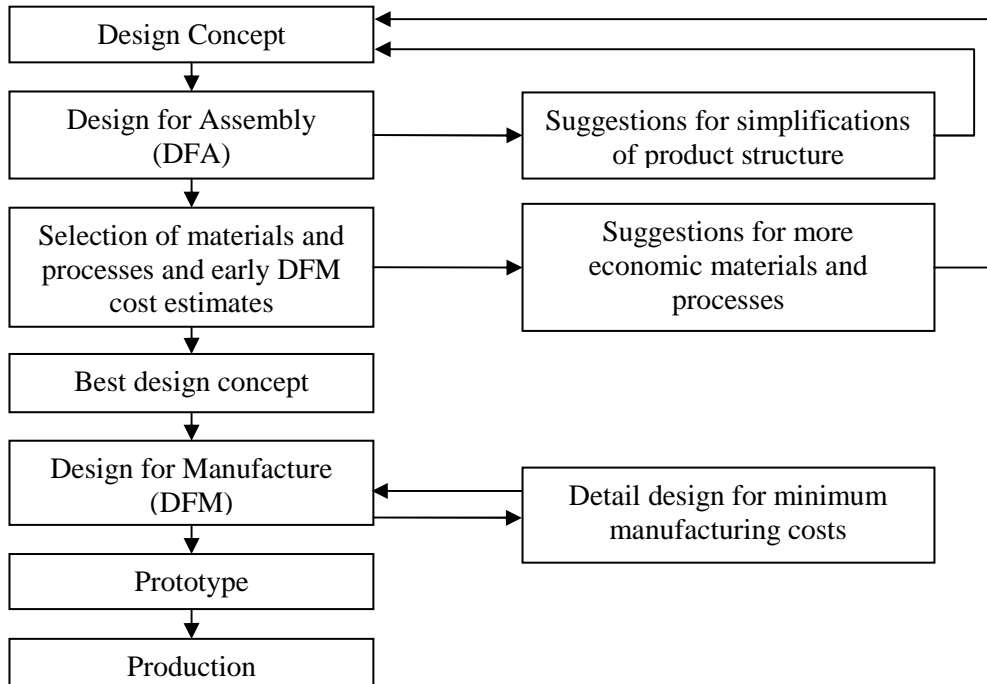 Design Concept
Design for Assembly
(DFA)
Suggestions for simplifications
of product structure
Selection of materials and
processes and early DFM
cost estimates
Suggestions for more
economic materials and
processes
Best design concept
Design for Manufacture
(DFM)
Detail design for minimum
manufacturing costs
Prototype
Production